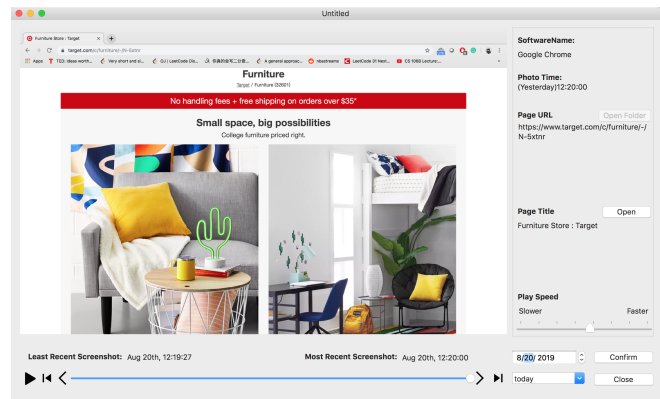 Untitled
Furniture Store : Target
target.com/c/furniture/-/N-5xtnr
Apps TED: Ideas worth... Very short and si... OJ | LeetCode Dis... A general approac... nbastreams LeetCode 31 Next... CS 106B Lecture:...
Furniture
Target / Furniture (32661)
No handling fees + free shipping on orders over $35*
Small space, big possibilities
College furniture priced right.
SoftwareName:
Google Chrome
Photo Time:
(Yesterday)12:20:00
Page URL
Open Folder
https://www.target.com/c/furniture/-/
N-5xtnr
Page Title
Open
Furniture Store : Target
Play Speed
Slower Faster
Least Recent Screenshot: Aug 20th, 12:19:27
Most Recent Screenshot: Aug 20th, 12:20:00
8/20/2019
Confirm
today
Close